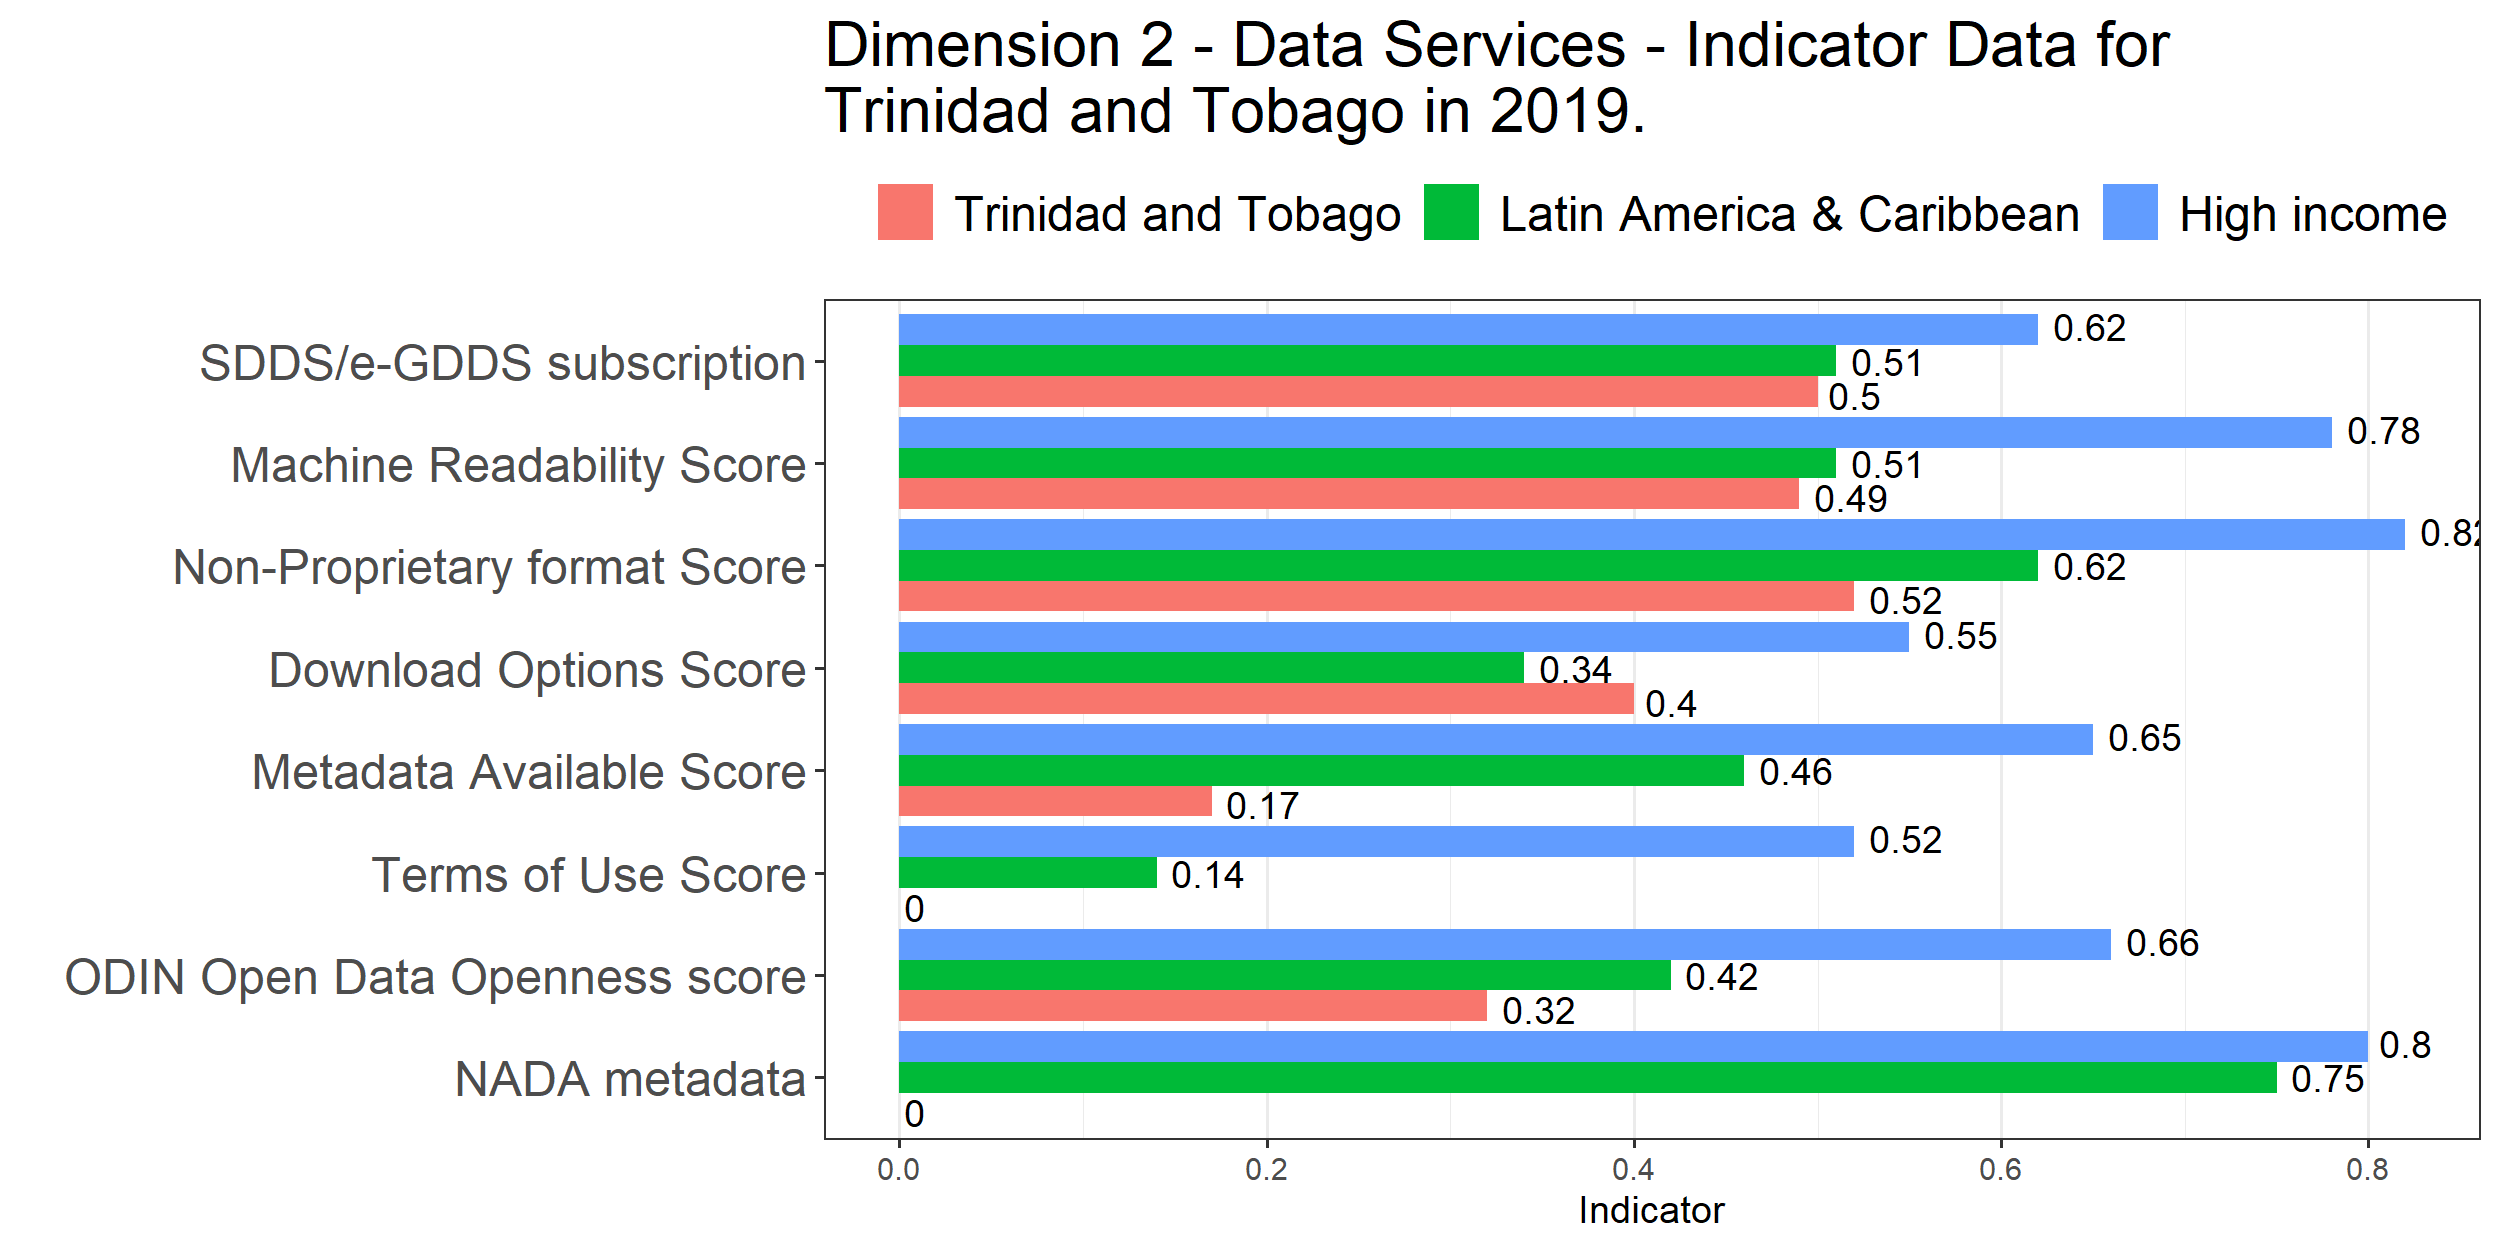 Dimension 2 - Data Services - Indicator Data for
Trinidad and Tobago in 2019.
Trinidad and Tobago Latin America & Caribbean High income
SDDS/e-GDDS subscription
0.62
0.51
0.5
Machine Readability Score
0.78
0.51
0.49
Non-Proprietary format Score
0.82
0.62
0.52
Download Options Score
0.55
0.34
0.4
Metadata Available Score
0.65
0.46
0.17
Terms of Use Score
0.52
0.14
0
ODIN Open Data Openness score
0.66
0.42
0.32
NADA metadata
0.8
0.75
0
0.0 0.2 0.4 0.6 0.8
Indicator